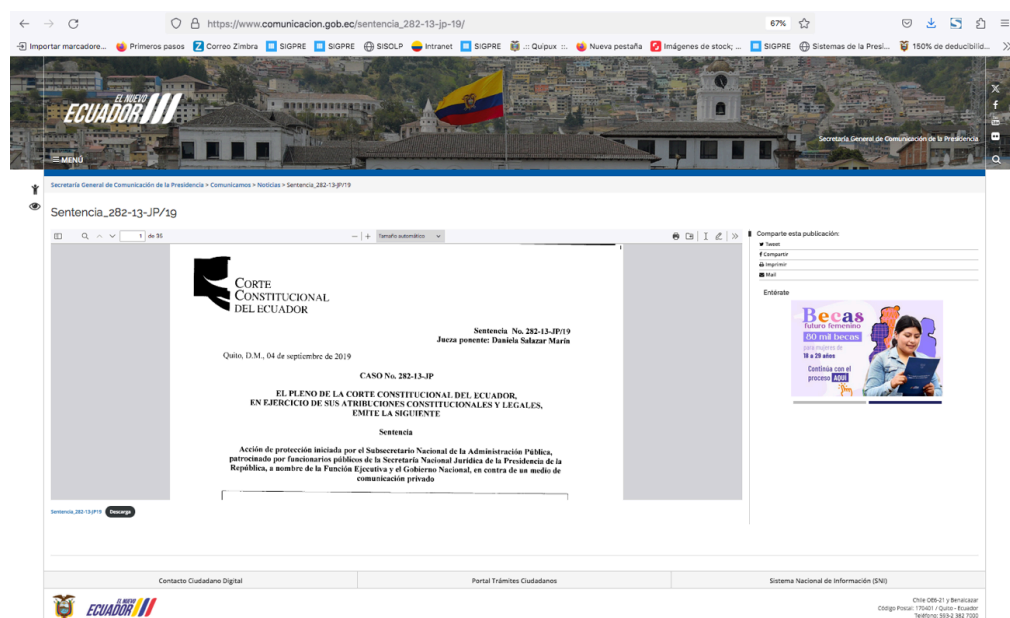 https://www.comunicacion.gob.ec/sentencia_282-13-jp-19/
67%
Importar marcadore... Primeros pasos Correo Zimbra SIGPRE SIGPRE SISOLP Intranet SIGPRE .:: Quipux ::. Nueva pestaña Imágenes de stock; ... SIGPRE Sistemas de la Presi... 150% de deducibilid...
EL NUEVO
ECUADOR
Secretaría General de Comunicación de la Presidencia
MENÚ
Secretaría General de Comunicación de la Presidencia > Comunicamos > Noticias > Sentencia_282-13-JP/19
Sentencia_282-13-JP/19
1 de 35
Tamaño automático
1
CORTE
CONSTITUCIONAL
DEL ECUADOR
Sentencia No. 282-13-JP/19
Jueza ponente: Daniela Salazar Marín
Quito, D.M., 04 de septiembre de 2019
CASO No. 282-13-JP
EL PLENO DE LA CORTE CONSTITUCIONAL DEL ECUADOR,
EN EJERCICIO DE SUS ATRIBUCIONES CONSTITUCIONALES Y LEGALES,
EMITE LA SIGUIENTE
Sentencia
Acción de protección iniciada por el Subsecretario Nacional de la Administración Pública,
patrocinado por funcionarios públicos de la Secretaría Nacional Jurídica de la Presidencia de la
República, a nombre de la Función Ejecutiva y el Gobierno Nacional, en contra de un medio de
comunicación privado
Sentencia_282-13-JP/19 Descarga
Comparte esta publicación:
Tweet
Compartir
Imprimir
Mail
Entérate
Becas
futuro femenino
80 mil becas
para mujeres de
18 a 29 años
Continúa con el
proceso AQUÍ
Contacto Ciudadano Digital
Portal Trámites Ciudadanos
Sistema Nacional de Información (SNI)
EL NUEVO
ECUADOR
Chile Oe6-21 y Benalcazar
Código Postal: 170401 / Quito - Ecuador
Teléfono: 593-2 382 7000